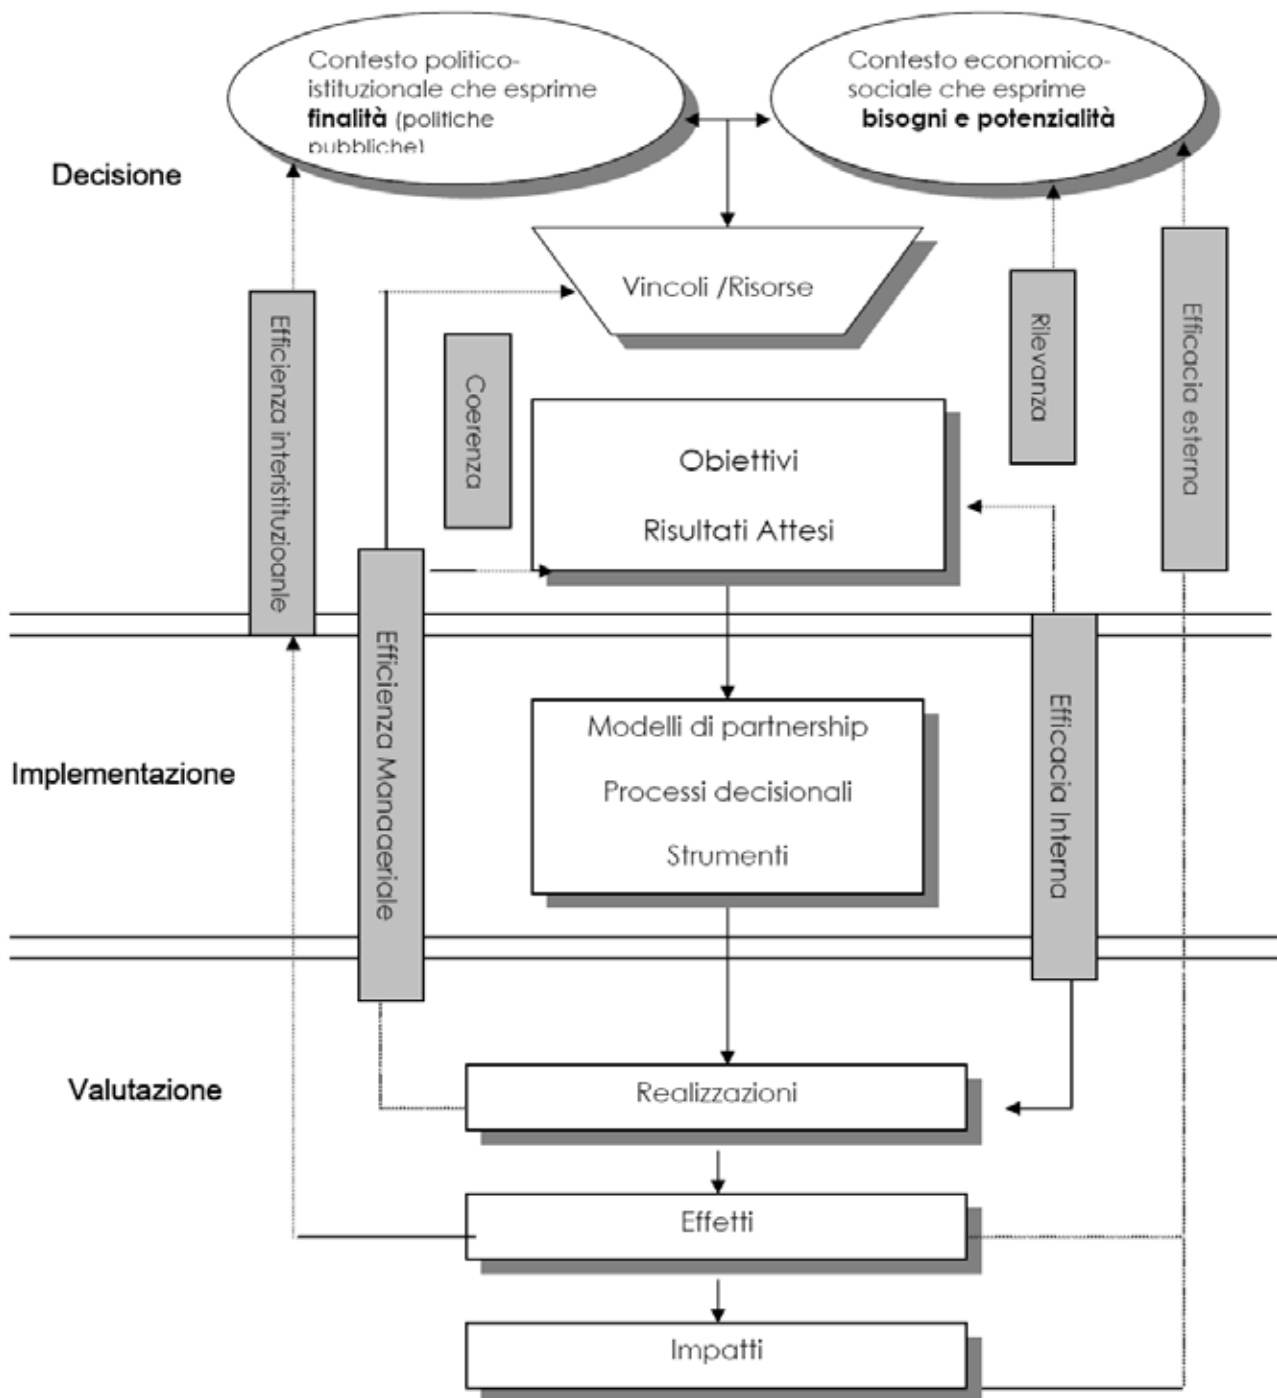 Contesto politico-
istituzionale che esprime
finalità (politiche
pubbliche)
Contesto economico-
sociale che esprime
bisogni e potenzialità
Decisione
Vincoli /Risorse
Efficienza interistituzioanle
Coerenza
Rilevanza
Efficacia esterna
Obiettivi
Risultati Attesi
Efficienza Manageriale
Efficacia Interna
Implementazione
Modelli di partnership
Processi decisionali
Strumenti
Valutazione
Realizzazioni
Effetti
Impatti